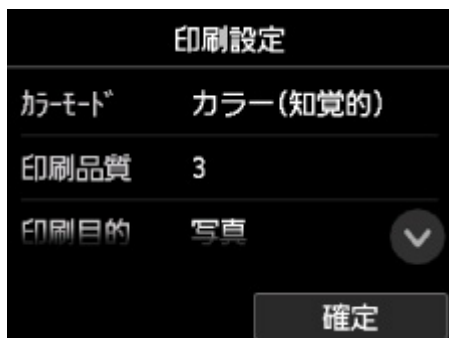 印刷設定
ｶﾗｰﾓｰﾄﾞ カラー(知覚的)
印刷品質 3
印刷目的 写真
確定